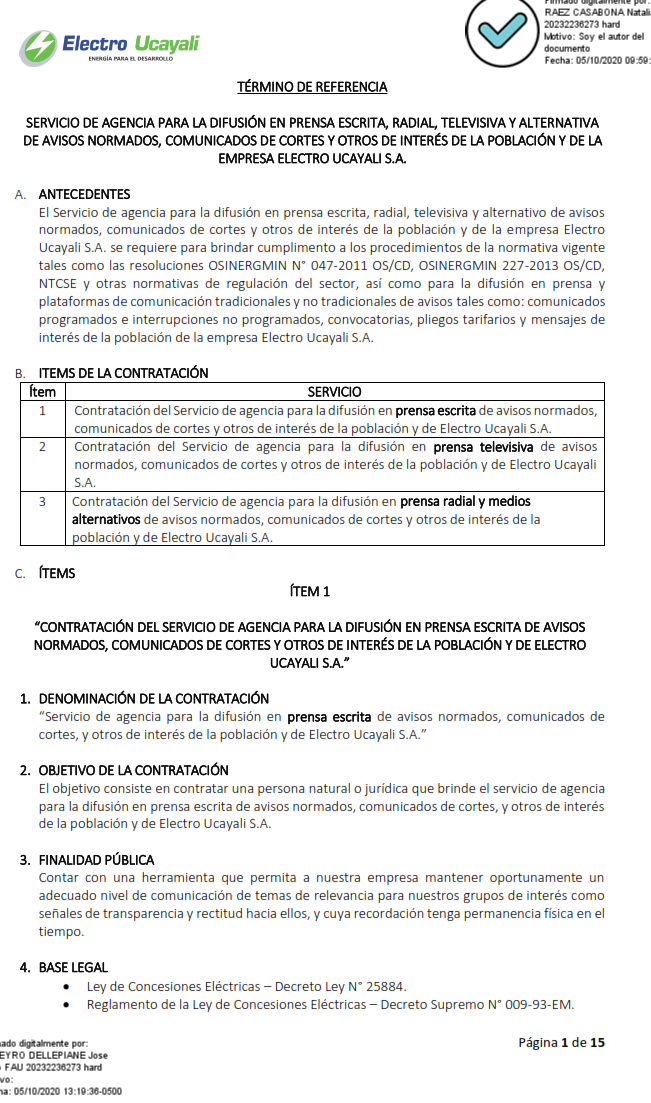 Electro Ucayali
ENERGÍA PARA EL DESARROLLO
Firmado digitalmente por:
RAEZ CASABONA Natali
20232236273 hard
Motivo: Soy el autor del
documento
Fecha: 05/10/2020 09:59:
TÉRMINO DE REFERENCIA
SERVICIO DE AGENCIA PARA LA DIFUSIÓN EN PRENSA ESCRITA, RADIAL, TELEVISIVA Y ALTERNATIVA
DE AVISOS NORMADOS, COMUNICADOS DE CORTES Y OTROS DE INTERÉS DE LA POBLACIÓN Y DE LA
EMPRESA ELECTRO UCAYALI S.A.
A. ANTECEDENTES
El Servicio de agencia para la difusión en prensa escrita, radial, televisiva y alternativo de avisos
normados, comunicados de cortes y otros de interés de la población y de la empresa Electro
Ucayali S.A. se requiere para brindar cumplimento a los procedimientos de la normativa vigente
tales como las resoluciones OSINERGMIN N° 047-2011 OS/CD, OSINERGMIN 227-2013 OS/CD,
NTCSE y otras normativas de regulación del sector, así como para la difusión en prensa y
plataformas de comunicación tradicionales y no tradicionales de avisos tales como: comunicados
programados e interrupciones no programados, convocatorias, pliegos tarifarios y mensajes de
interés de la población de la empresa Electro Ucayali S.A.
B. ITEMS DE LA CONTRATACIÓN
Ítem SERVICIO
1 Contratación del Servicio de agencia para la difusión en prensa escrita de avisos normados,
comunicados de cortes y otros de interés de la población y de Electro Ucayali S.A.
2 Contratación del Servicio de agencia para la difusión en prensa televisiva de avisos
normados, comunicados de cortes y otros de interés de la población y de Electro Ucayali
S.A.
3 Contratación del Servicio de agencia para la difusión en prensa radial y medios
alternativos de avisos normados, comunicados de cortes y otros de interés de la
población y de Electro Ucayali S.A.
C. ÍTEMS
ÍTEM 1
“CONTRATACIÓN DEL SERVICIO DE AGENCIA PARA LA DIFUSIÓN EN PRENSA ESCRITA DE AVISOS
NORMADOS, COMUNICADOS DE CORTES Y OTROS DE INTERÉS DE LA POBLACIÓN Y DE ELECTRO
UCAYALI S.A.”
1. DENOMINACIÓN DE LA CONTRATACIÓN
“Servicio de agencia para la difusión en prensa escrita de avisos normados, comunicados de
cortes, y otros de interés de la población y de Electro Ucayali S.A.”
2. OBJETIVO DE LA CONTRATACIÓN
El objetivo consiste en contratar una persona natural o jurídica que brinde el servicio de agencia
para la difusión en prensa escrita de avisos normados, comunicados de cortes, y otros de interés
de la población y de Electro Ucayali S.A.
3. FINALIDAD PÚBLICA
Contar con una herramienta que permita a nuestra empresa mantener oportunamente un
adecuado nivel de comunicación de temas de relevancia para nuestros grupos de interés como
señales de transparencia y rectitud hacia ellos, y cuya recordación tenga permanencia física en el
tiempo.
4. BASE LEGAL
• Ley de Concesiones Eléctricas – Decreto Ley N° 25884.
• Reglamento de la Ley de Concesiones Eléctricas – Decreto Supremo N° 009-93-EM.
Página 1 de 15
nado digitalmente por:
EYRO DELLEPIANE Jose
FAU 20232236273 hard
vo:
na: 05/10/2020 13:19:36-0500